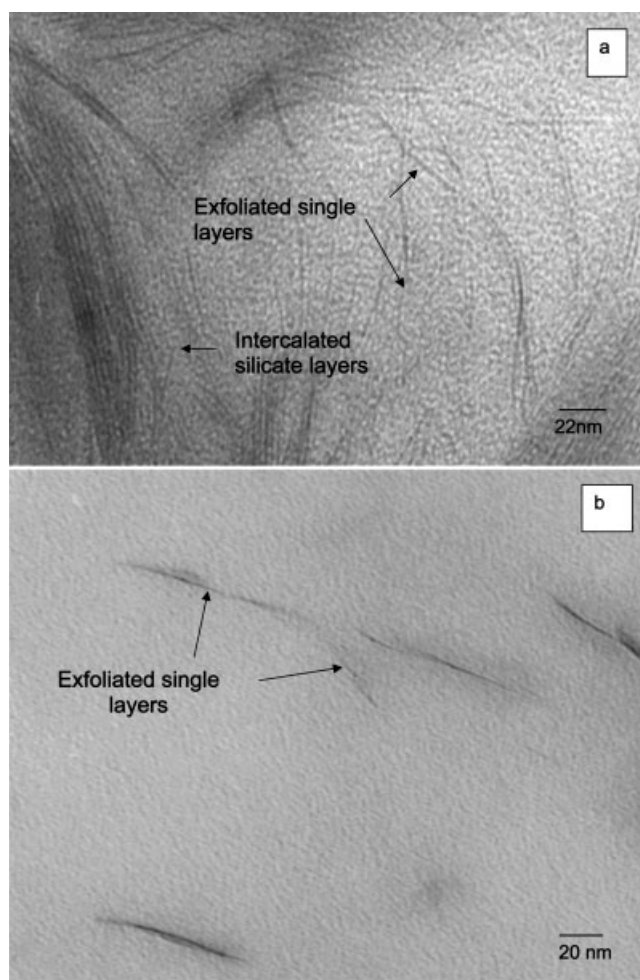 a
Exfoliated single
layers
Intercalated
silicate layers
22nm
b
Exfoliated single
layers
20 nm